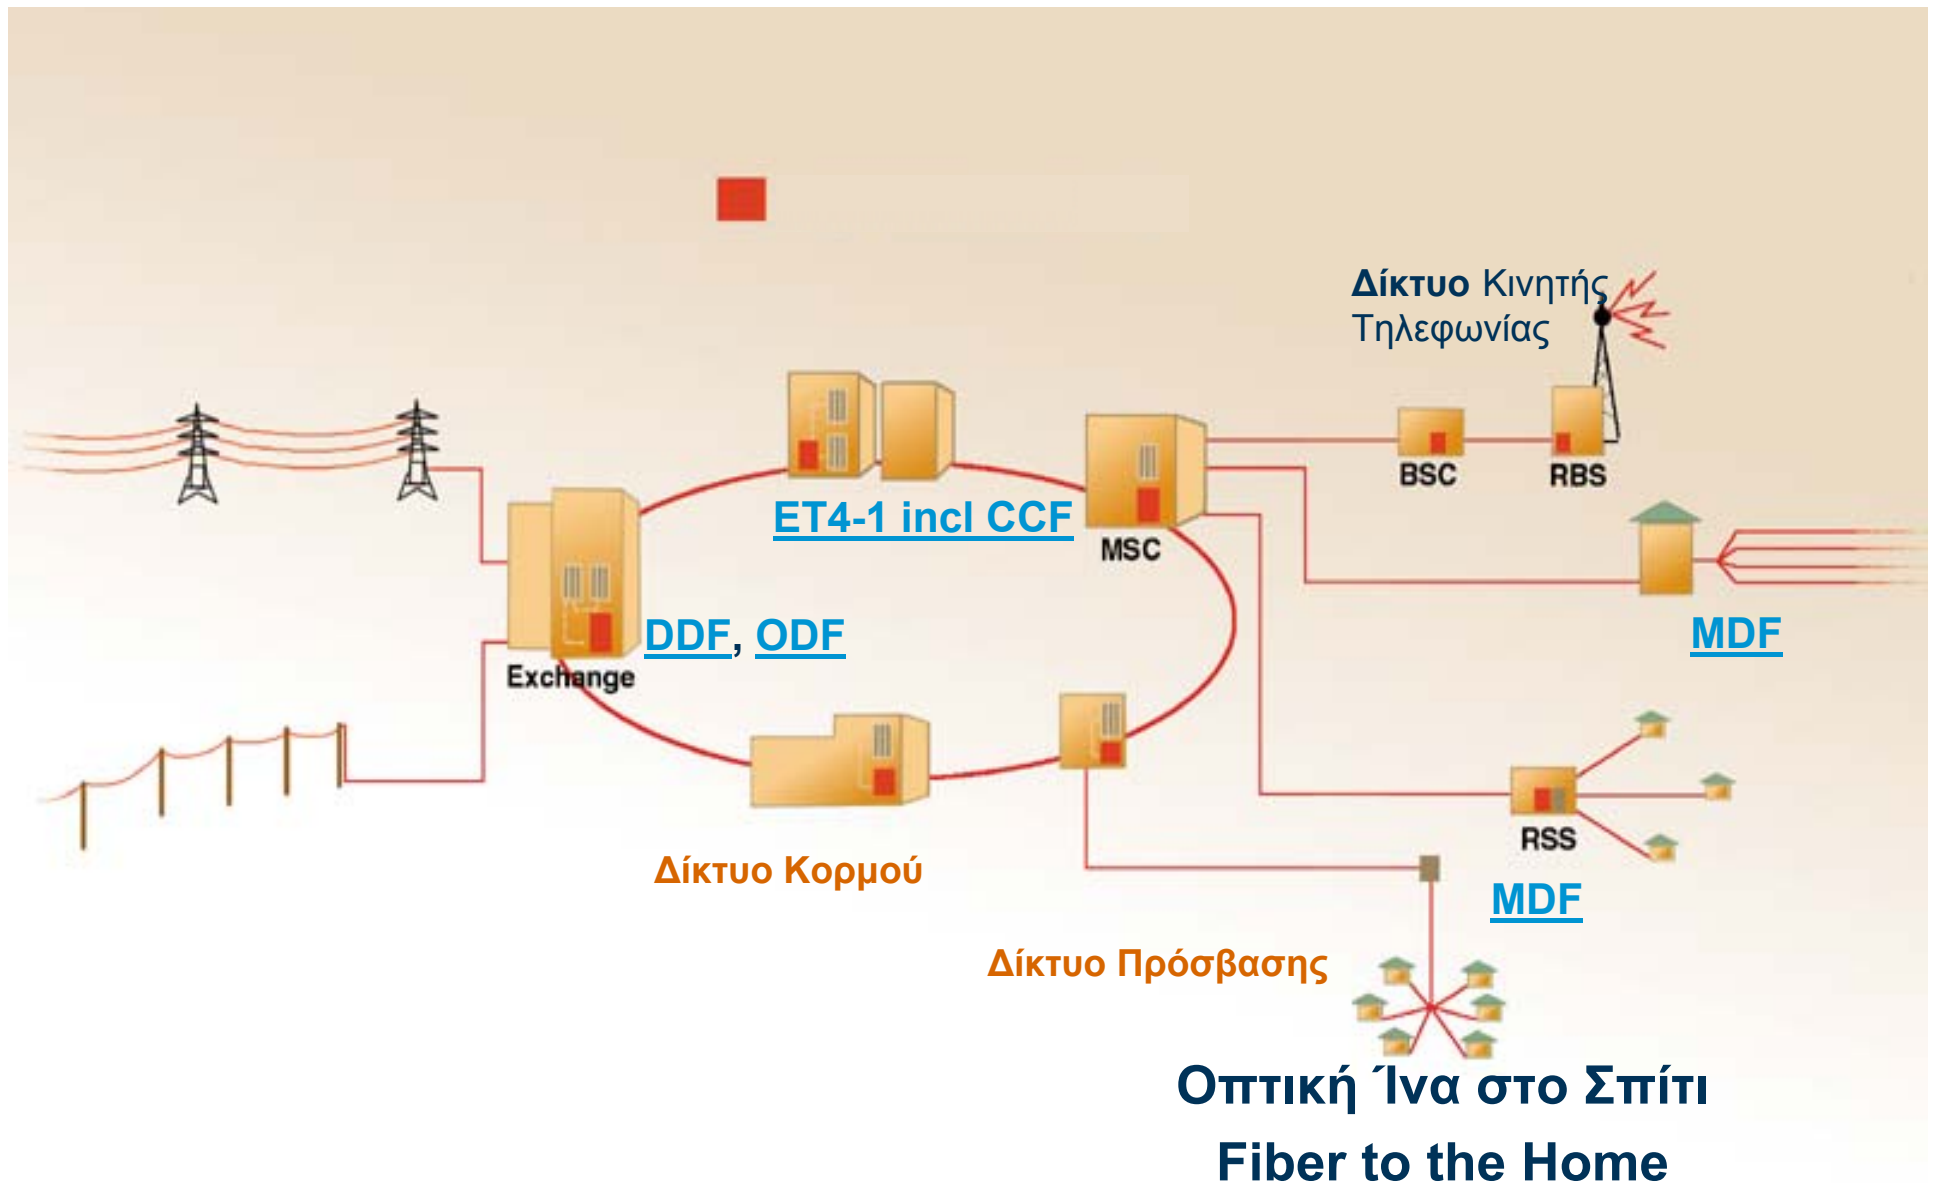 Δίκτυο Κινητής
Τηλεφωνίας
BSC
RBS
ET4-1 incl CCF
MSC
DDF, ODF
MDF
Exchange
RSS
Δίκτυο Κορμού
MDF
Δίκτυο Πρόσβασης
Οπτική Ίνα στο Σπίτι
Fiber to the Home